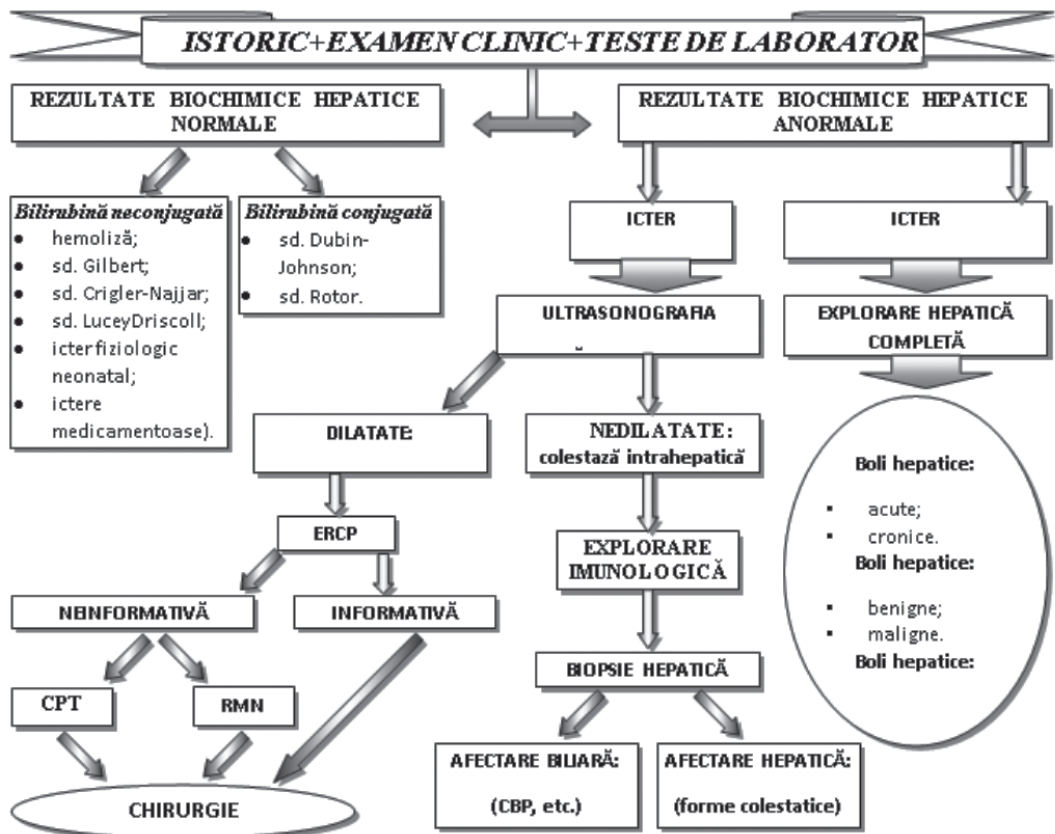 ISTORIC+EXAMEN CLINIC+TESTE DE LABORATOR
REZULTATE BIOCHIMICE HEPATICE
NORMALE
REZULTATE BIOCHIMICE HEPATICE
ANORMALE
Bilirubină neconjugată
• hemoliză;
• sd. Gilbert;
• sd. Crigler-Najjar;
• sd. LuceyDriscoll;
• icterfiziologic
neonatal;
• ictere
medicamentoase).
Bilirubină conjugată
• sd. Dubin-
Johnson;
• sd. Rotor.
ICTER
ICTER
ULTRASONOGRAFIA
EXPLORARE HEPATICĂ
COMPLETĂ
DILATATE:
NEDILATATE:
colestază intrahepatică
ERCP
EXPLORARE
IMUNOLOGICĂ
NEINFORMATIVĂ
INFORMATIVĂ
BIOPSIE HEPATICĂ
CPT
RMN
AFECTARE BILIARĂ:
(CBP, etc.)
AFECTARE HEPATICĂ:
(forme colestatice)
CHIRURGIE
Boli hepatice:
▪ acute;
▪ cronice.
Boli hepatice:
▪ benigne;
▪ maligne.
Boli hepatice: